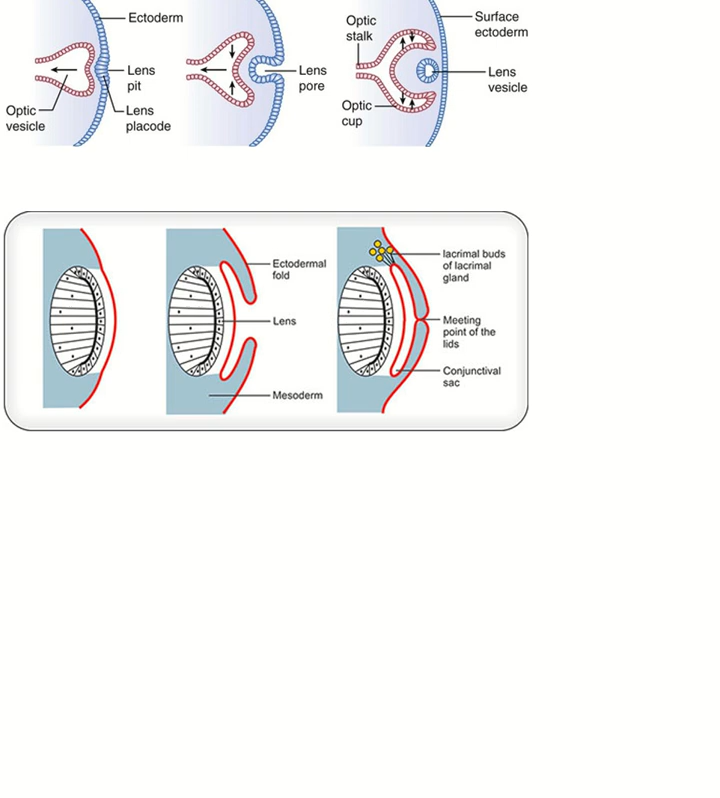 Ectoderm
Lens
pit
Optic
vesicle
Lens
placode
Lens
pore
Optic
stalk
Surface
ectoderm
Lens
vesicle
Optic
cup
Ectodermal
fold
Lens
Mesoderm
lacrimal buds
of lacrimal
gland
Meeting
point of the
lids
Conjunctival
sac